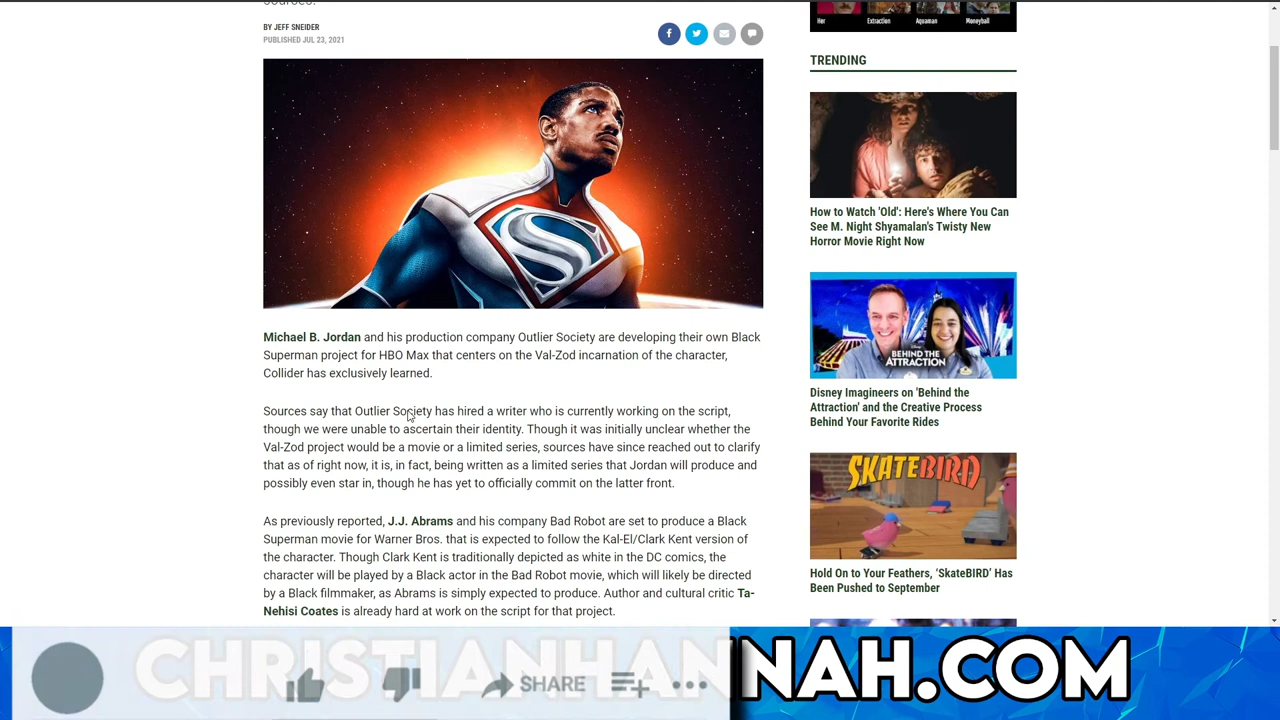 BY JEFF SNEIDER
PUBLISHED JUL 23, 2021
Her
Extraction
Aquaman
Moneyball
TRENDING
How to Watch 'Old': Here's Where You Can
See M. Night Shyamalan's Twisty New
Horror Movie Right Now
Michael B. Jordan and his production company Outlier Society are developing their own Black
Superman project for HBO Max that centers on the Val-Zod incarnation of the character,
Collider has exclusively learned.
BEHIND THE
ATTRACTION
Disney Imagineers on 'Behind the
Attraction' and the Creative Process
Behind Your Favorite Rides
Sources say that Outlier Society has hired a writer who is currently working on the script,
though we were unable to ascertain their identity. Though it was initially unclear whether the
Val-Zod project would be a movie or a limited series, sources have since reached out to clarify
that as of right now, it is, in fact, being written as a limited series that Jordan will produce and
possibly even star in, though he has yet to officially commit on the latter front.
SKATEBIRD
As previously reported, J.J. Abrams and his company Bad Robot are set to produce a Black
Superman movie for Warner Bros. that is expected to follow the Kal-El/Clark Kent version of
the character. Though Clark Kent is traditionally depicted as white in the DC comics, the
character will be played by a Black actor in the Bad Robot movie, which will likely be directed
by a Black filmmaker, as Abrams is simply expected to produce. Author and cultural critic Ta-
Nehisi Coates is already hard at work on the script for that project.
Hold On to Your Feathers, ‘SkateBIRD’ Has
Been Pushed to September
CHRISTIANHANNAH.COM
SHARE